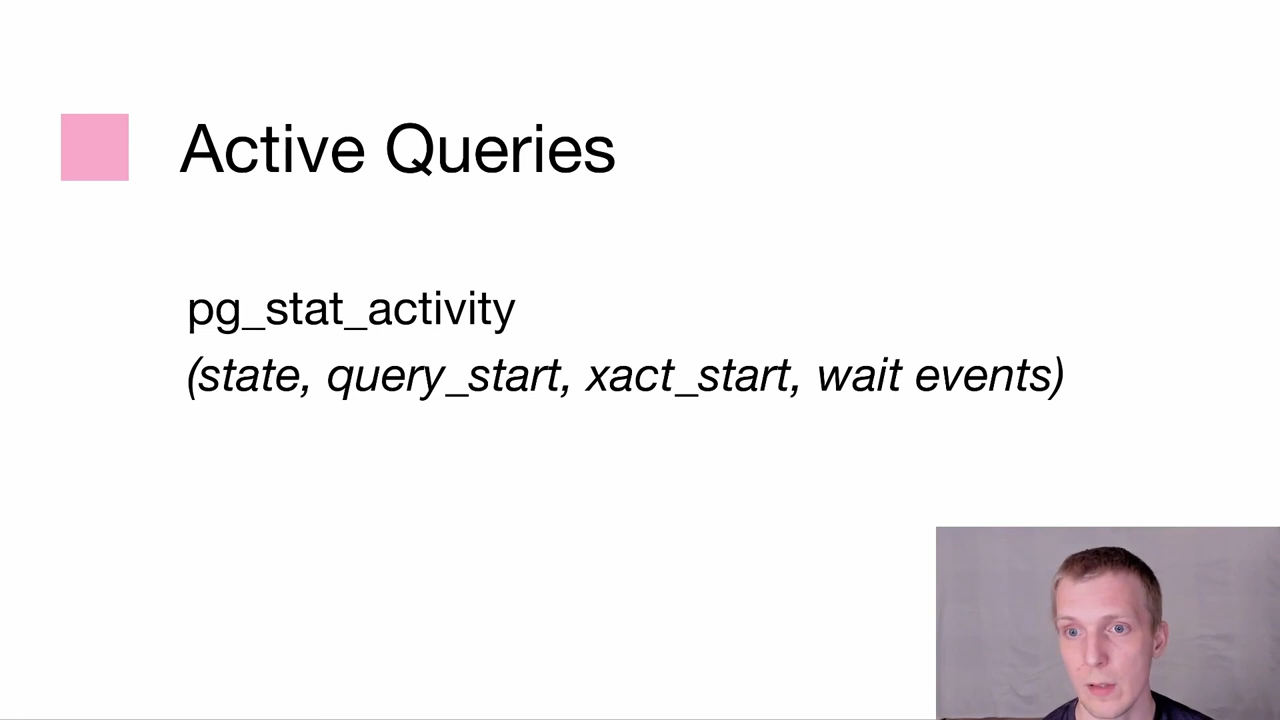 Active Queries
pg_stat_activity
(state, query_start, xact_start, wait events)